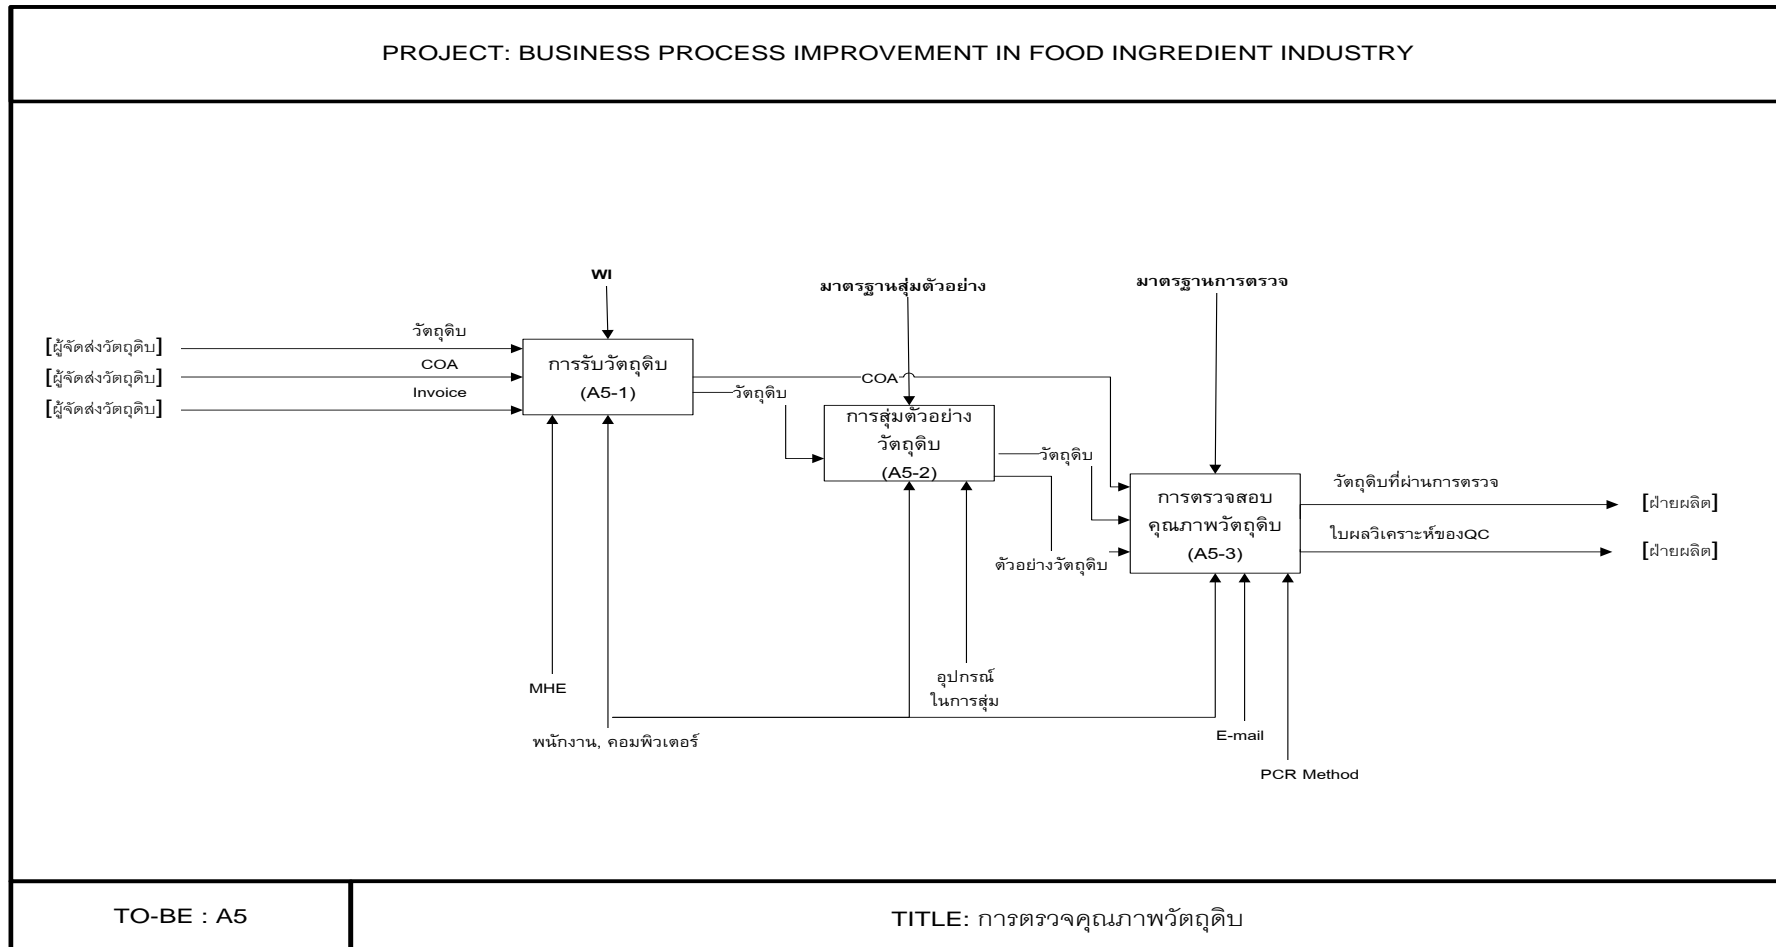 PROJECT: BUSINESS PROCESS IMPROVEMENT IN FOOD INGREDIENT INDUSTRY
WI
มาตรฐานสุ่มตัวอย่าง
มาตรฐานการตรวจ
วัตถุดิบ
[ผู้จัดส่งวัตถุดิบ]
COA
[ผู้จัดส่งวัตถุดิบ]
Invoice
[ผู้จัดส่งวัตถุดิบ]
การรับวัตถุดิบ
(A5-1)
COA
วัตถุดิบ
การสุ่มตัวอย่าง
วัตถุดิบ
(A5-2)
วัตถุดิบ
ตัวอย่างวัตถุดิบ
การตรวจสอบ
คุณภาพวัตถุดิบ
(A5-3)
วัตถุดิบที่ผ่านการตรวจ
[ฝ่ายผลิต]
ใบผลวิเคราะห์ของQC
[ฝ่ายผลิต]
MHE
อุปกรณ์
ในการสุ่ม
พนักงาน, คอมพิวเตอร์
E-mail
PCR Method
TO-BE : A5
TITLE: การตรวจคุณภาพวัตถุดิบ